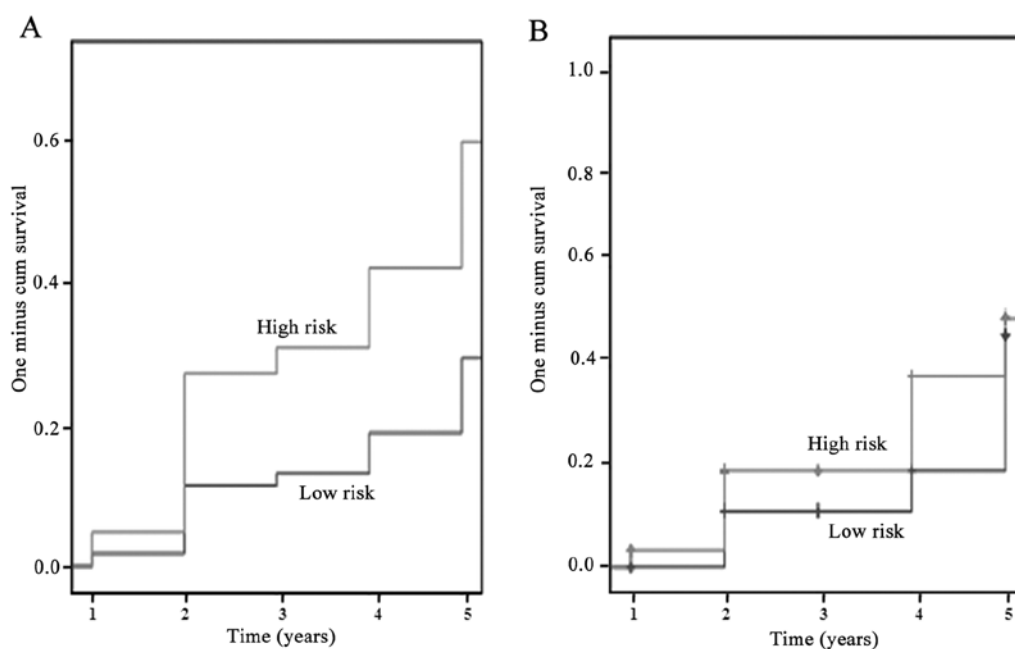 A
One minus cum survival
0.6
0.4
0.2
0.0
High risk
Low risk
1 2 3 4 5
Time (years)
B
One minus cum survival
1.0
0.8
0.6
0.4
0.2
0.0
High risk
Low risk
1 2 3 4 5
Time (years)